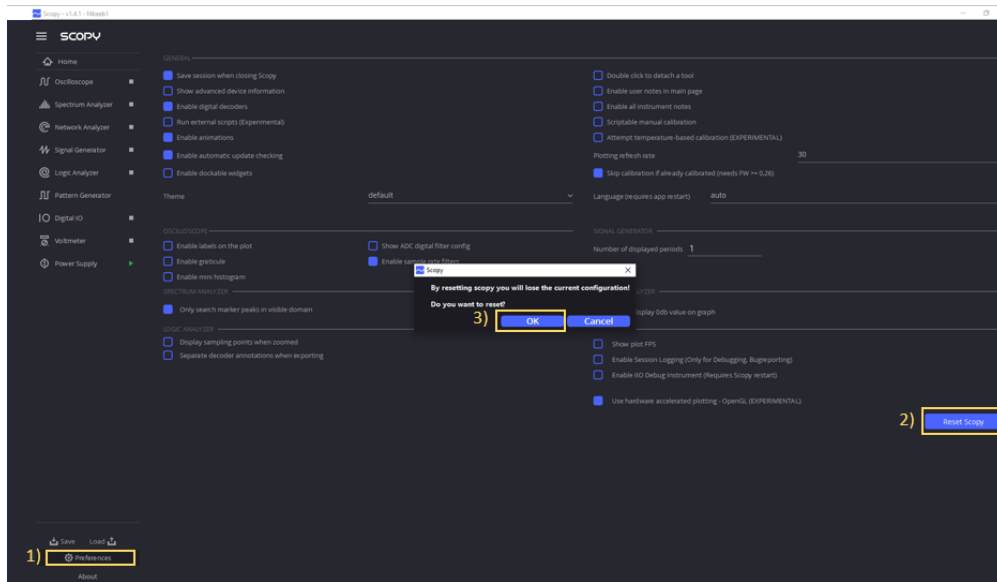 Scopy - v1.4.1 - f4beeb1
SCOPY
Home
Oscilloscope
Spectrum Analyzer
Network Analyzer
Signal Generator
Logic Analyzer
Pattern Generator
Digital IO
Voltmeter
Power Supply
Save Load
1) Preferences
About
GENERAL
Save session when closing Scopy
Show advanced device information
Enable digital decoders
Run external scripts (Experimental)
Enable animations
Enable automatic update checking
Enable dockable widgets
Theme default
Double click to detach a tool
Enable user notes in main page
Enable all instrument notes
Scriptable manual calibration
Attempt temperature-based calibration (EXPERIMENTAL)
Plotting refresh rate 30
Skip calibration if already calibrated (needs FW >= 0.26)
Language (requires app restart) auto
OSCILLOSCOPE
Enable labels on the plot
Enable graticule
Enable mini histogram
Show ADC digital filter config
Enable sample rate filters
SIGNAL GENERATOR
Number of displayed periods 1
SPECTRUM ANALYZER
Only search marker peaks in visible domain
display 0db value on graph
LOGIC ANALYZER
Display sampling points when zoomed
Separate decoder annotations when exporting
Show plot FPS
Enable Session Logging (Only for Debugging, Bugreporting)
Enable IIO Debug Instrument (Requires Scopy restart)
Use hardware accelerated plotting - OpenGL (EXPERIMENTAL)
2) Reset Scopy
Scopy
By resetting scopy you will lose the current configuration!
Do you want to reset?
3) OK Cancel